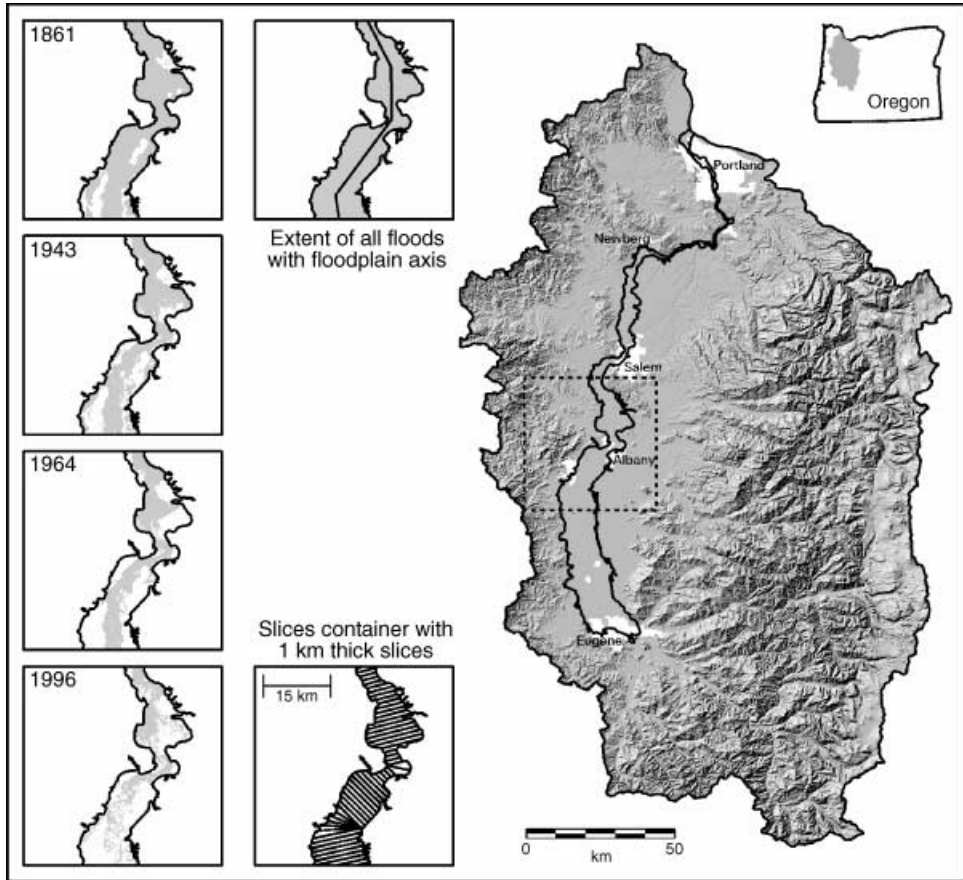 1861
1943
1964
1996
Extent of all floods
with floodplain axis
Slices container with
1 km thick slices
15 km
Oregon
Portland
Newberg
Salem
Albany
Eugene
0
50
km